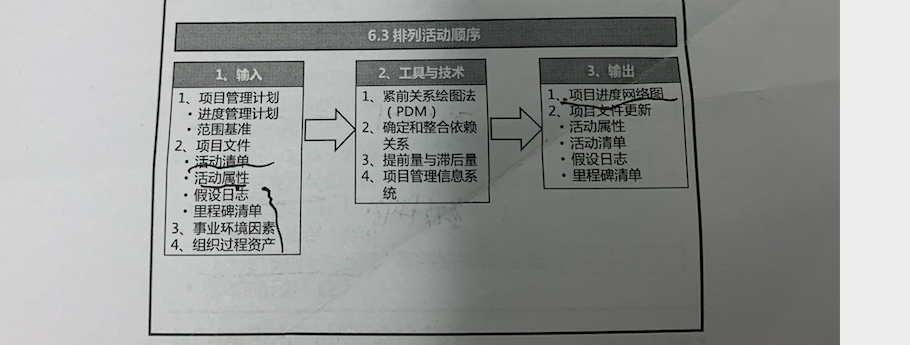 6.3 排列活动顺序
1、输入
1、项目管理计划
・进度管理计划
・范围基准
2、项目文件
・活动清单
・活动属性
・假设日志
・里程碑清单
3、事业环境因素
4、组织过程资产
2、工具与技术
1、紧前关系绘图法
（PDM）
2、确定和整合依赖
关系
3、提前量与滞后量
4、项目管理信息系
统
3、输出
1、项目进度网络图
2、项目文件更新
・活动属性
・活动清单
・假设日志
・里程碑清单